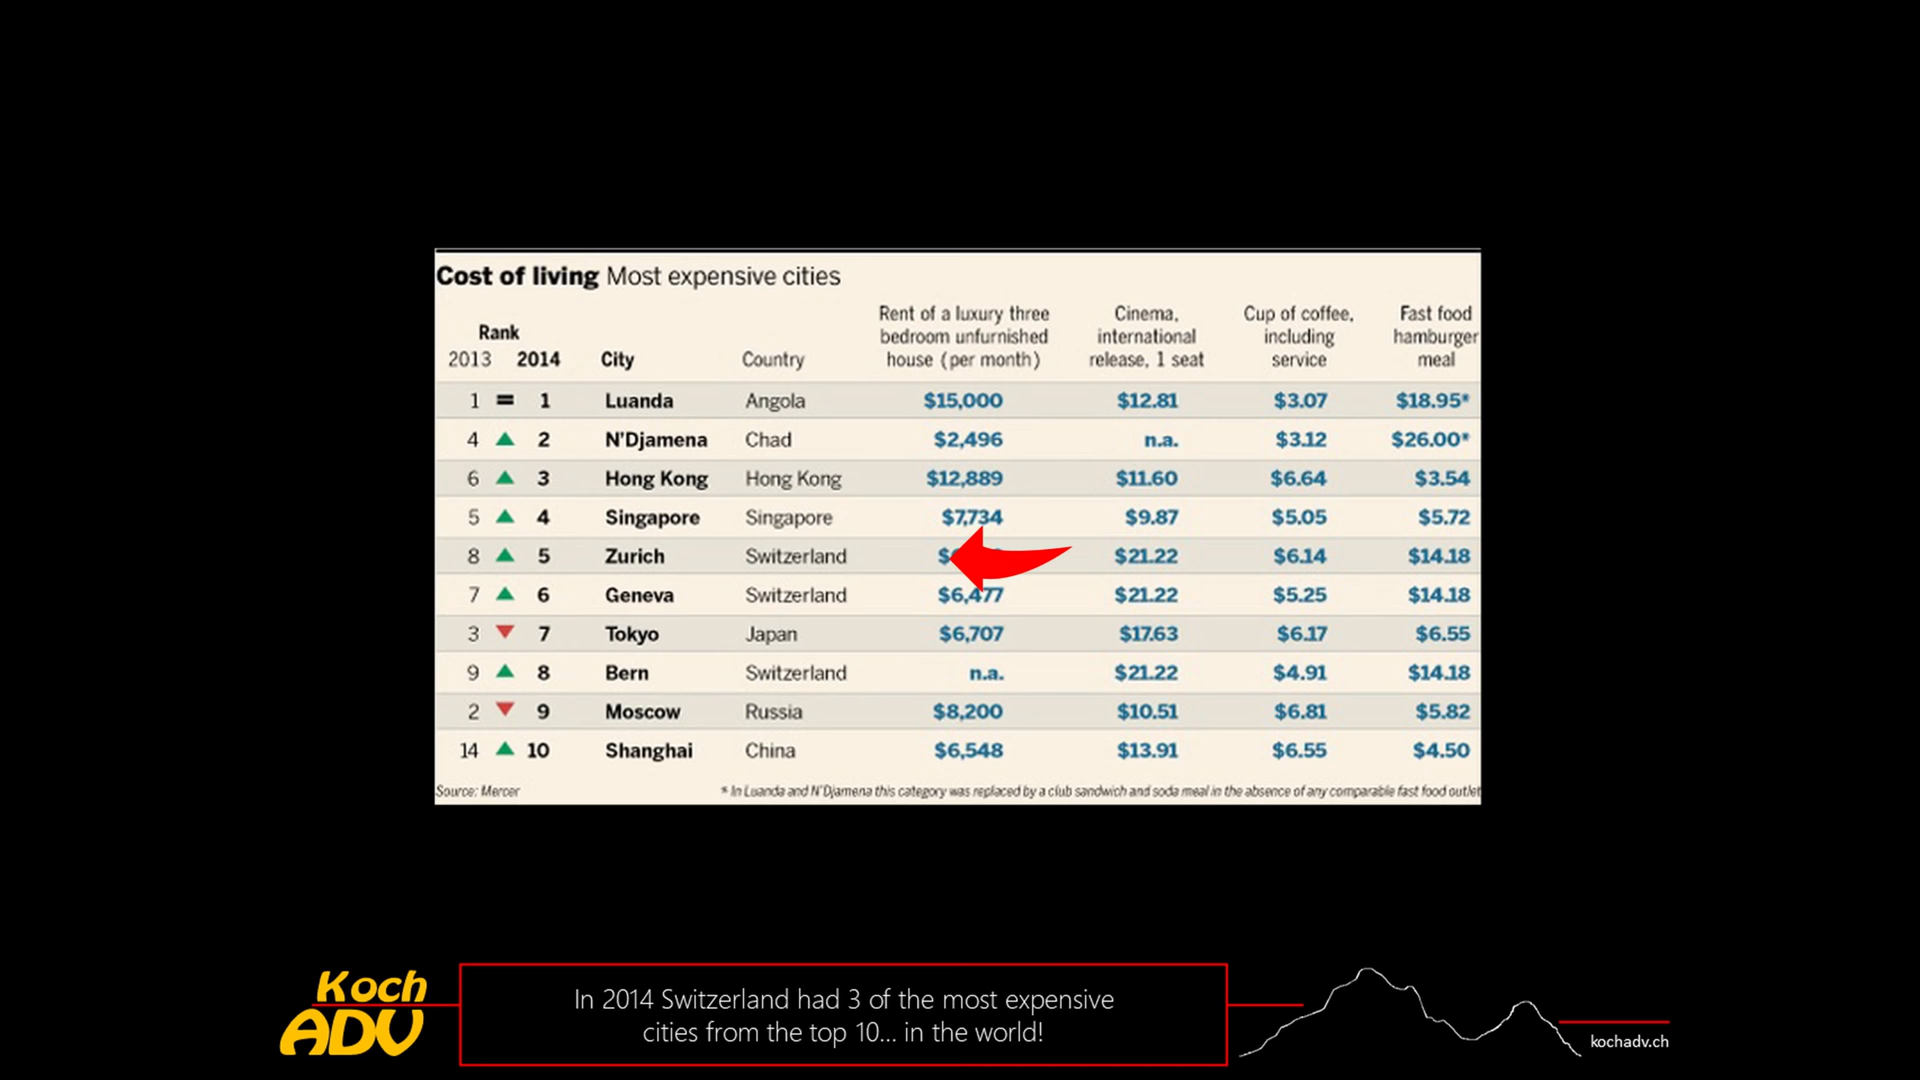 Cost of living Most expensive cities
Rank
2013 2014 City Country Rent of a luxury three bedroom unfurnished house (per month) Cinema, international release, 1 seat Cup of coffee, including service Fast food hamburger meal
1 = 1 Luanda Angola $15,000 $12.81 $3.07 $18.95*
4 ▲ 2 N'Djamena Chad $2,496 n.a. $3.12 $26.00*
6 ▲ 3 Hong Kong Hong Kong $12,889 $11.60 $6.64 $3.54
5 ▲ 4 Singapore Singapore $7,734 $9.87 $5.05 $5.72
8 ▲ 5 Zurich Switzerland $21.22 $6.14 $14.18
7 ▲ 6 Geneva Switzerland $6,477 $21.22 $5.25 $14.18
3 ▼ 7 Tokyo Japan $6,707 $17.63 $6.17 $6.55
9 ▲ 8 Bern Switzerland n.a. $21.22 $4.91 $14.18
2 ▼ 9 Moscow Russia $8,200 $10.51 $6.81 $5.82
14 ▲ 10 Shanghai China $6,548 $13.91 $6.55 $4.50
Source: Mercer * In Luanda and N'Djamena this category was replaced by a club sandwich and soda meal in the absence of any comparable fast food outlet
Koch
ADV
In 2014 Switzerland had 3 of the most expensive
cities from the top 10... in the world!
kochadv.ch